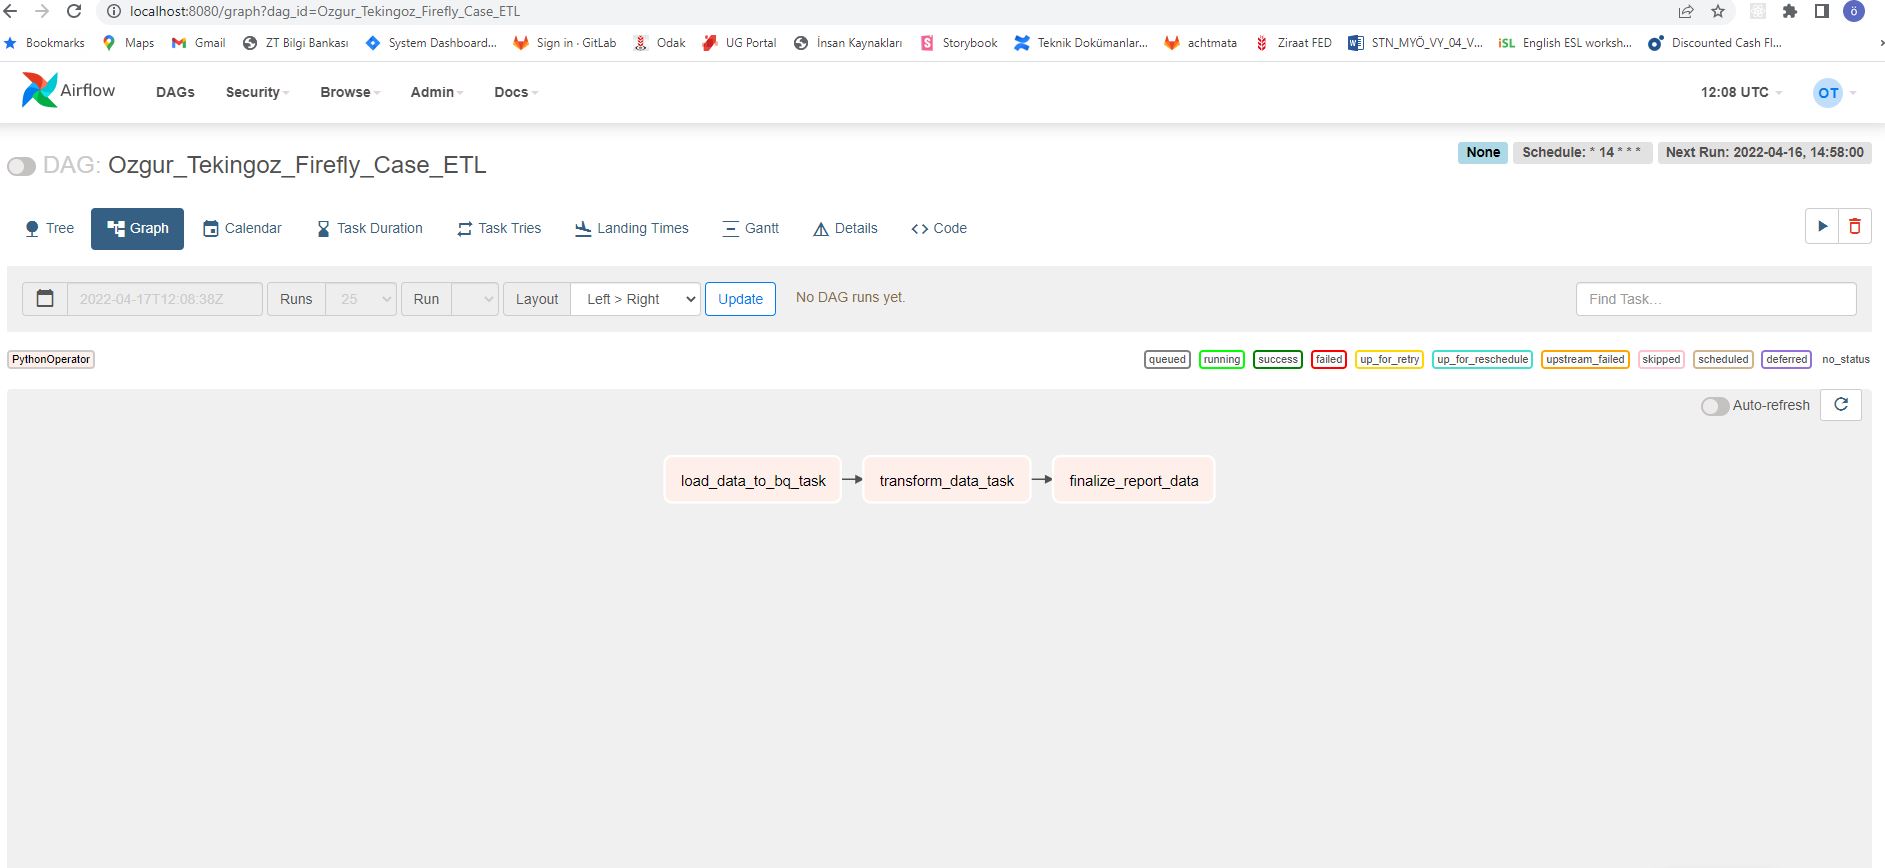 localhost:8080/graph?dag_id=Ozgur_Tekingoz_Firefly_Case_ETL ö
Bookmarks Maps Gmail ZT Bilgi Bankası System Dashboard... Sign in · GitLab Odak UG Portal İnsan Kaynakları Storybook Teknik Dokümanlar... achtmata Ziraat FED STN_MYÖ_VY_04_V... iSL English ESL worksh... Discounted Cash Fl...
Airflow DAGs Security Browse Admin Docs 12:08 UTC OT
DAG: Ozgur_Tekingoz_Firefly_Case_ETL None Schedule: * 14 * * * Next Run: 2022-04-16, 14:58:00
Tree Graph Calendar Task Duration Task Tries Landing Times Gantt Details <> Code
2022-04-17T12:08:38Z Runs 25 Run Layout Left > Right Update No DAG runs yet. Find Task...
PythonOperator queued running success failed up_for_retry up_for_reschedule upstream_failed skipped scheduled deferred no_status
Auto-refresh
load_data_to_bq_task transform_data_task finalize_report_data